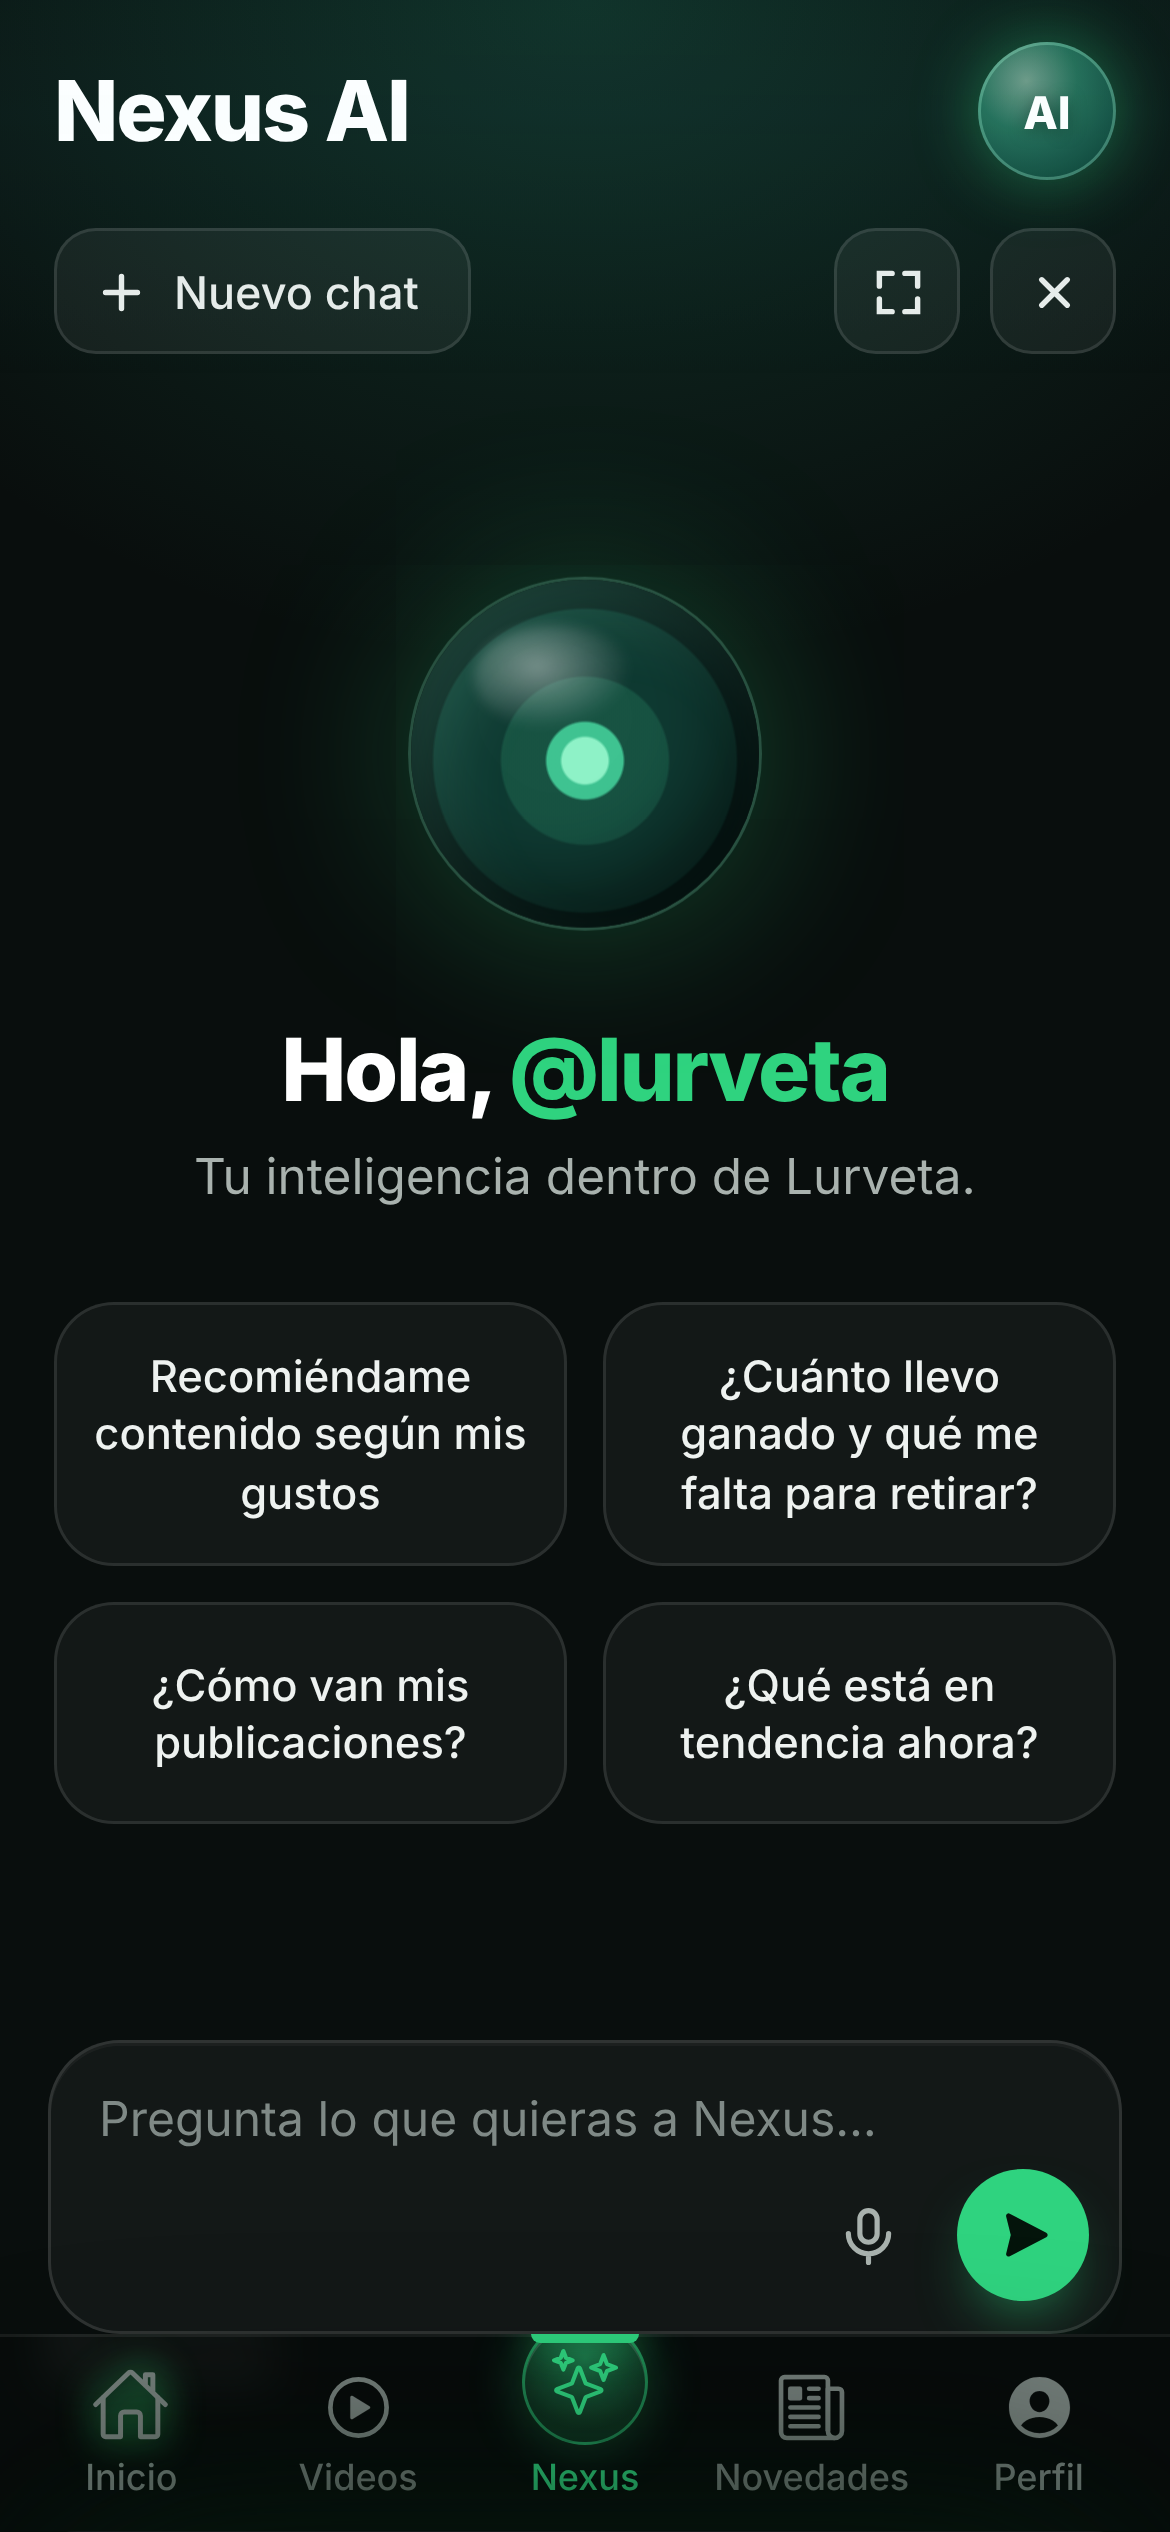 Nexus AI
AI
Nuevo chat
Hola, @lurveta
Tu inteligencia dentro de Lurveta.
Recomiéndame
contenido según mis
gustos
¿Cuánto llevo
ganado y qué me
falta para retirar?
¿Cómo van mis
publicaciones?
¿Qué está en
tendencia ahora?
Pregunta lo que quieras a Nexus...
Inicio
Videos
Nexus
Novedades
Perfil